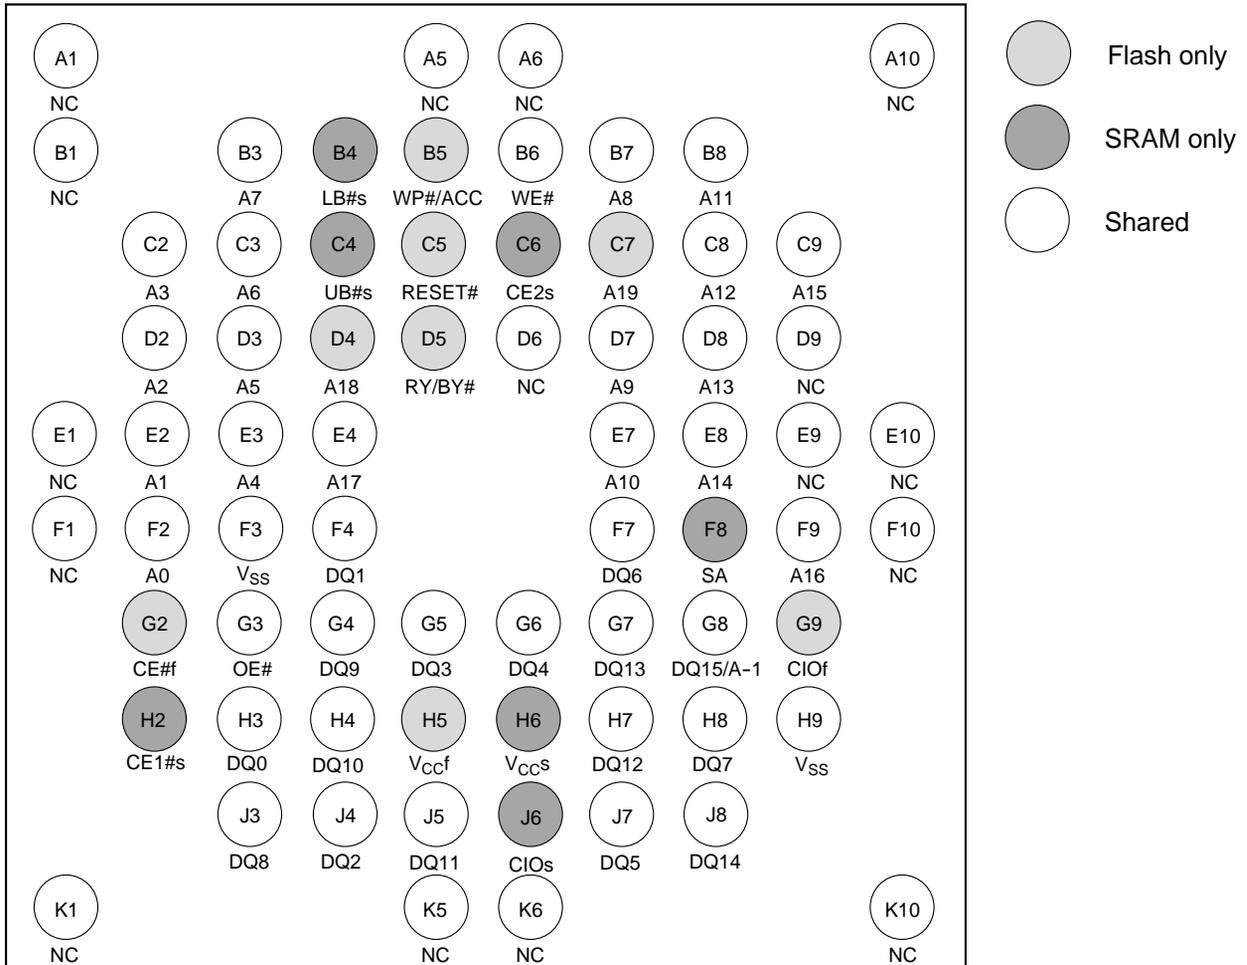 A1 A5 A6 A10 Flash only
NC NC NC NC
B1 B3 B4 B5 B6 B7 B8 SRAM only
NC A7 LB#s WP#/ACC WE# A8 A11
C2 C3 C4 C5 C6 C7 C8 C9 Shared
A3 A6 UB#s RESET# CE2s A19 A12 A15
D2 D3 D4 D5 D6 D7 D8 D9
A2 A5 A18 RY/BY# NC A9 A13 NC
E1 E2 E3 E4 E7 E8 E9 E10
NC A1 A4 A17 A10 A14 NC NC
F1 F2 F3 F4 F7 F8 F9 F10
NC A0 VSS DQ1 DQ6 SA A16 NC
G2 G3 G4 G5 G6 G7 G8 G9
CE#f OE# DQ9 DQ3 DQ4 DQ13 DQ15/A-1 CIOf
H2 H3 H4 H5 H6 H7 H8 H9
CE1#s DQ0 DQ10 VCCf VCCs DQ12 DQ7 VSS
J3 J4 J5 J6 J7 J8
DQ8 DQ2 DQ11 CIOs DQ5 DQ14
K1 K5 K6 K10
NC NC NC NC